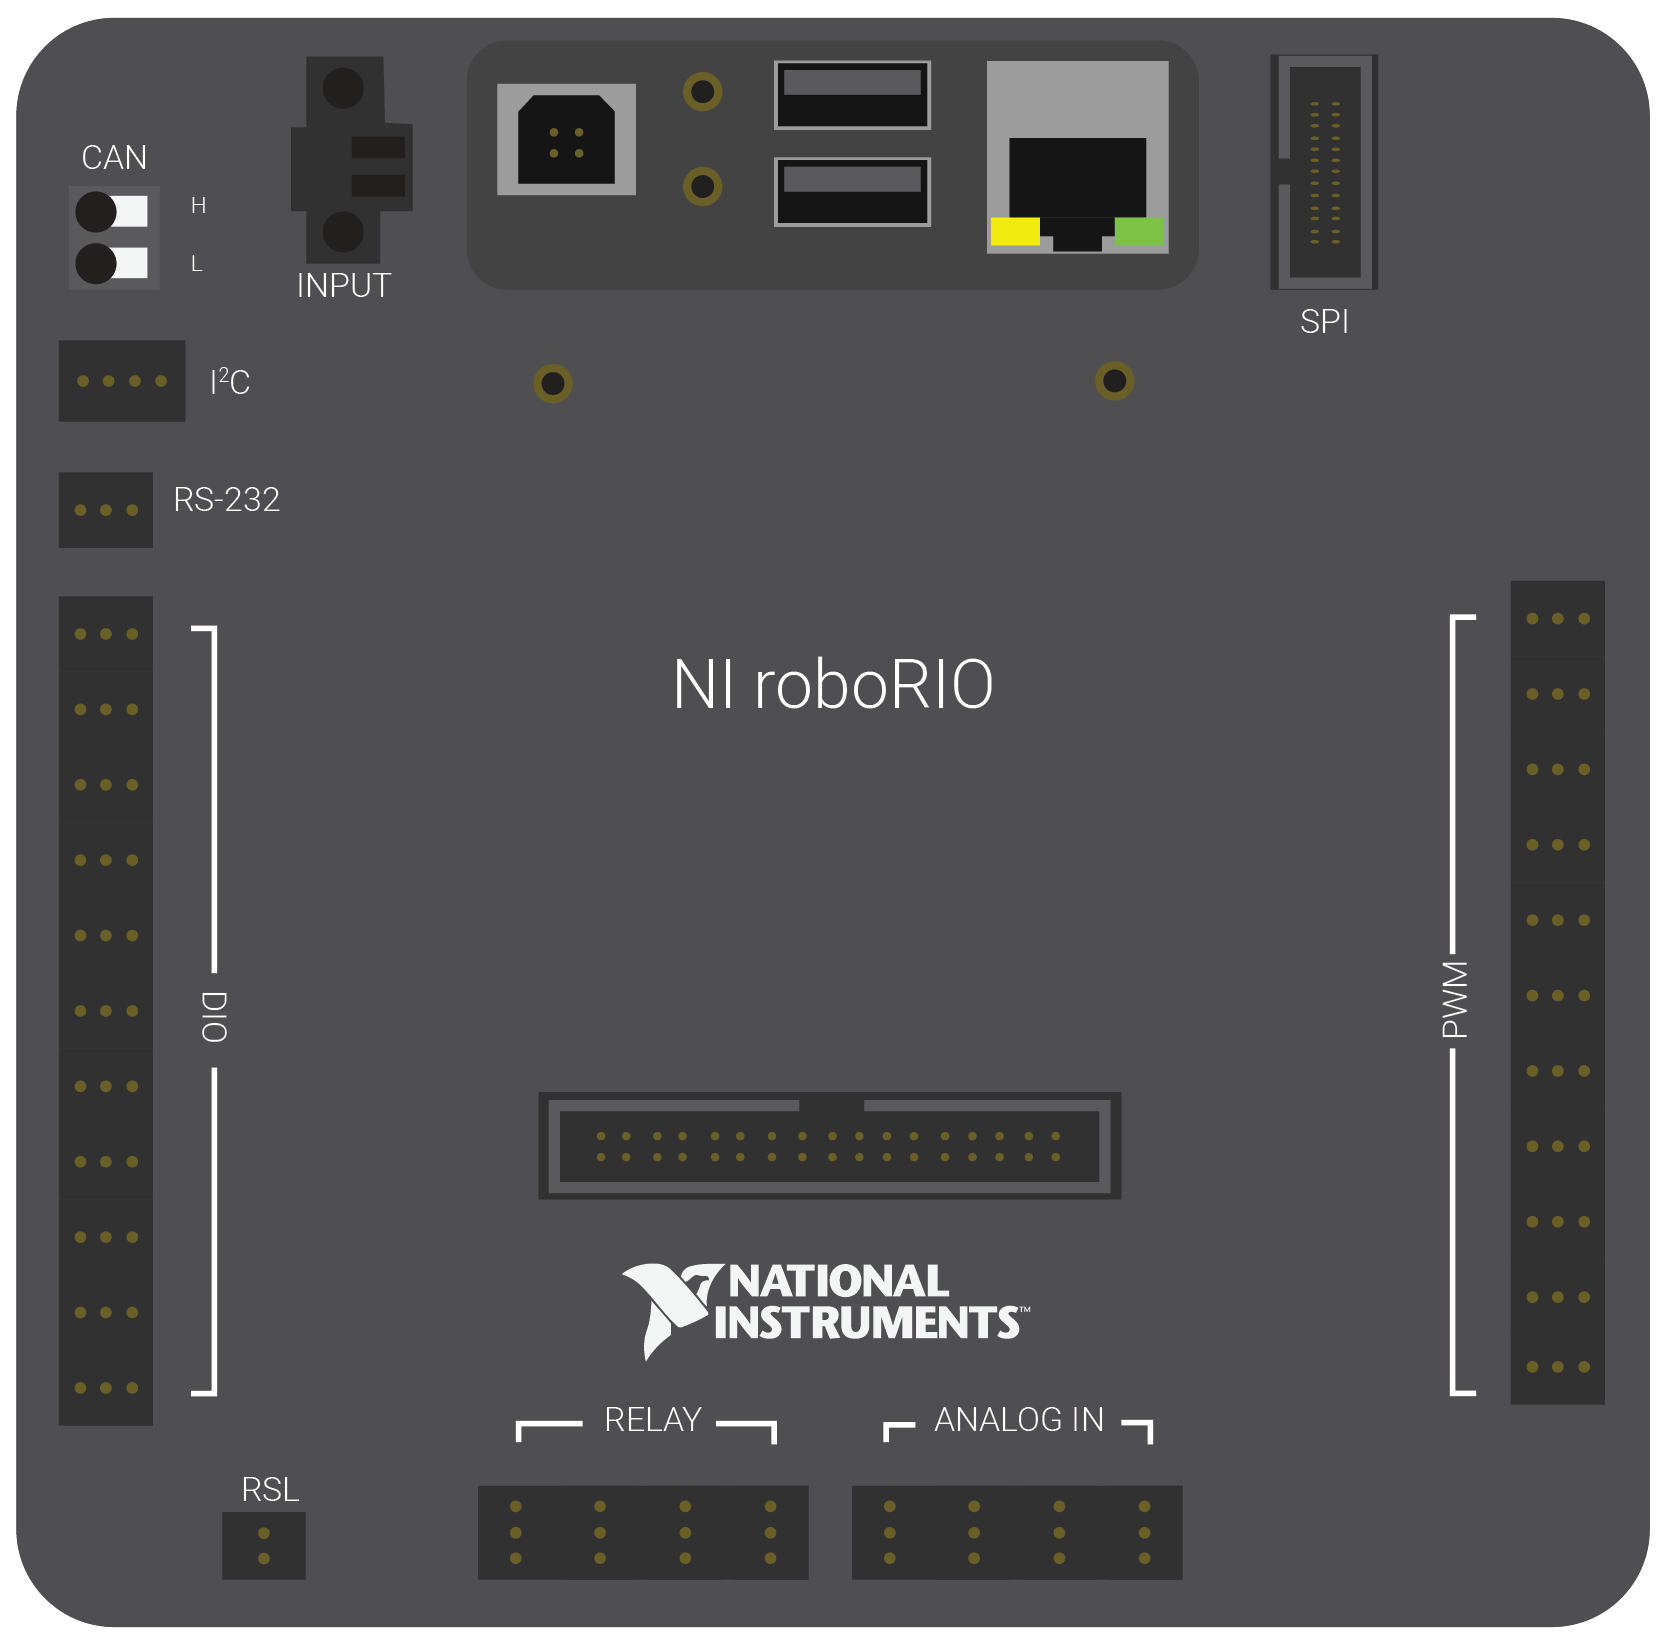 CAN
H
L
INPUT
SPI
I²C
RS-232
NI roboRIO
DIO
PWM
NATIONAL
INSTRUMENTS™
RELAY
ANALOG IN
RSL